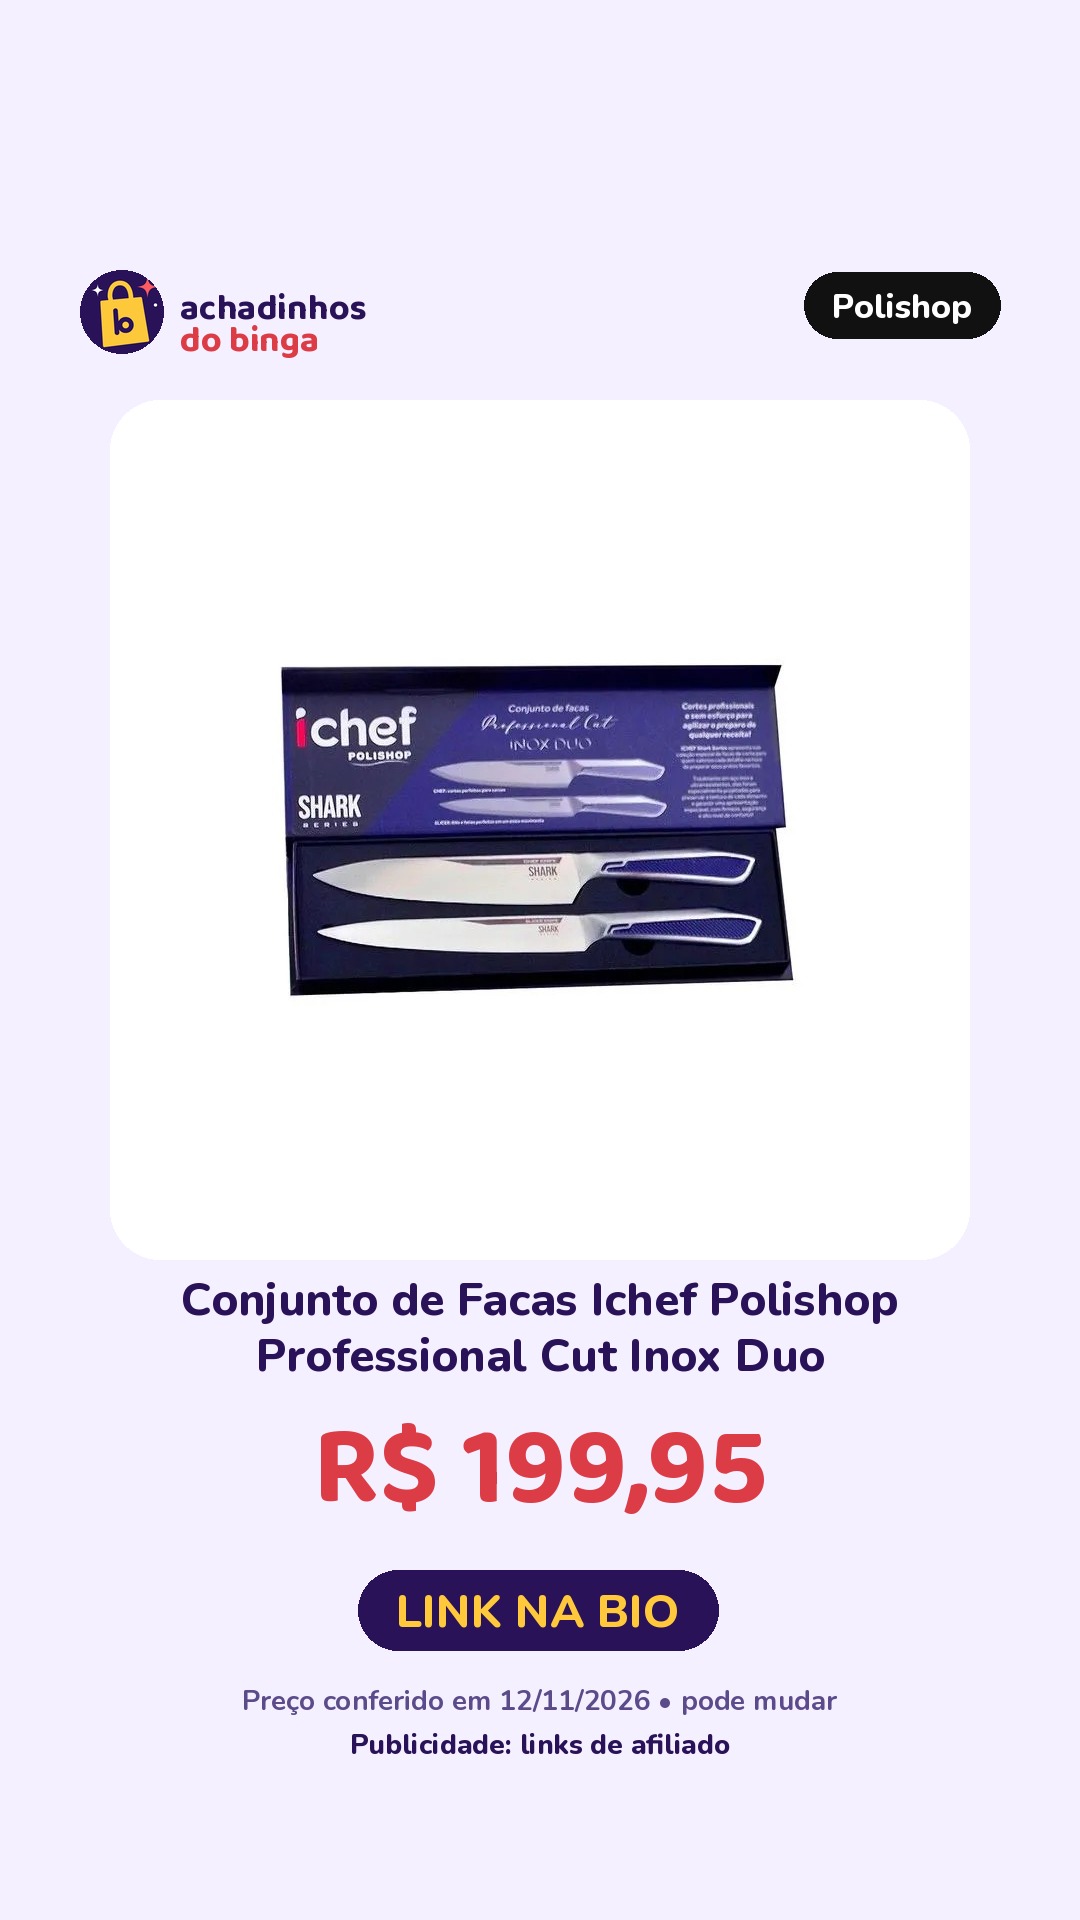 achadinhos
do binga
Polishop
ichef
POLISHOP
SHARK
SERIES
Conjunto de facas
Professional Cut
INOX DUO
Cortes profissionais
e sem esforço para
agilizar o preparo de
qualquer receita!
SHARK
SHARK
Conjunto de Facas Ichef Polishop
Professional Cut Inox Duo
R$ 199,95
LINK NA BIO
Preço conferido em 12/11/2026 • pode mudar
Publicidade: links de afiliado